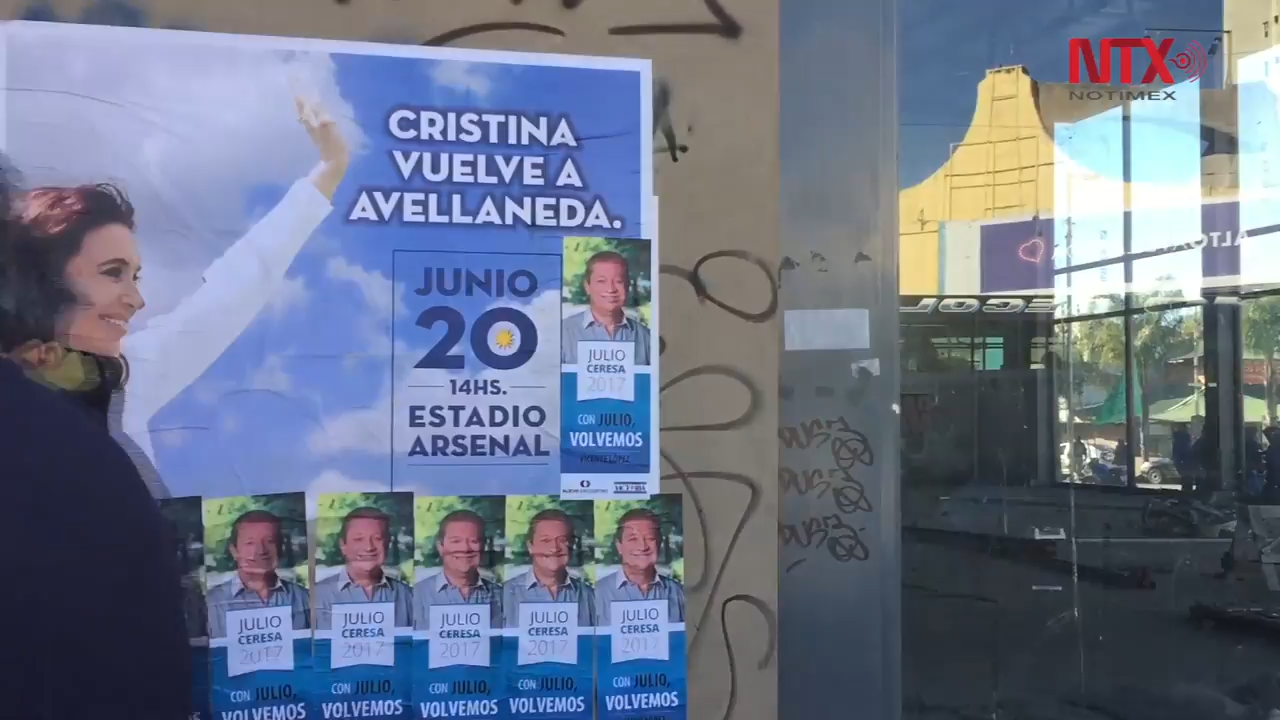 NTX
NOTIMEX
CRISTINA
VUELVE A
AVELLANEDA.
JUNIO
20
14HS.
ESTADIO
ARSENAL
JULIO
CERESA
2017
CON JULIO,
VOLVEMOS
VICENTE LÓPEZ
JULIO
CERESA
2017
CON JULIO,
VOLVEMOS
JULIO
CERESA
2017
CON JULIO,
VOLVEMOS
JULIO
CERESA
2017
CON JULIO,
VOLVEMOS
JULIO
CERESA
2017
CON JULIO,
VOLVEMOS
JULIO
CERESA
2017
CON JULIO,
VOLVEMOS